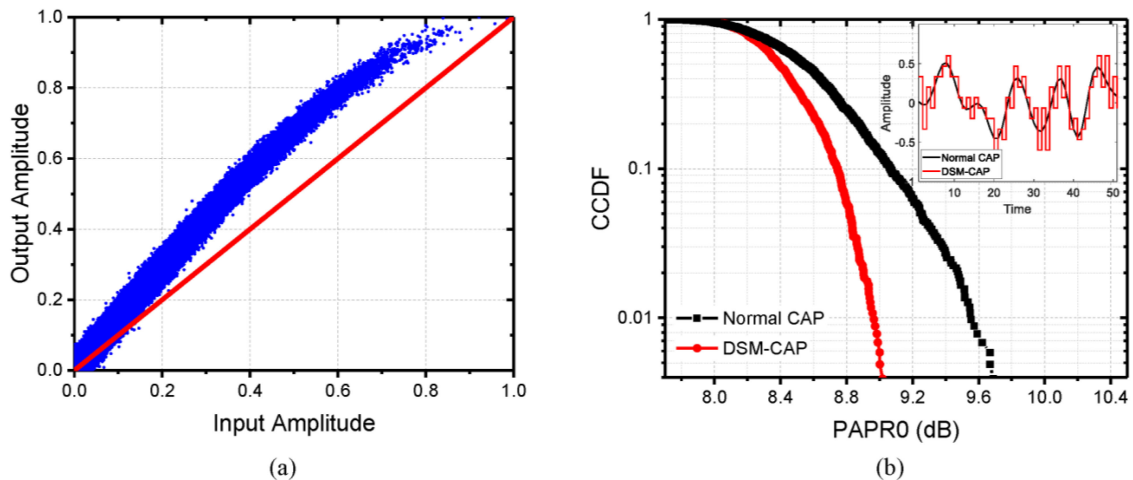 1.0
0.8
0.6
0.4
0.2
0.0
Output Amplitude
0.0 0.2 0.4 0.6 0.8 1.0
Input Amplitude
(a)
1
0.1
0.01
CCDF
Normal CAP
DSM-CAP
8.0 8.8 9.2 9.6 10.0 10.4
PAPR0 (dB)
0.5
0
-0.5
Amplitude
Normal CAP
DSM-CAP
10 20 30 40 50
Time
(b)